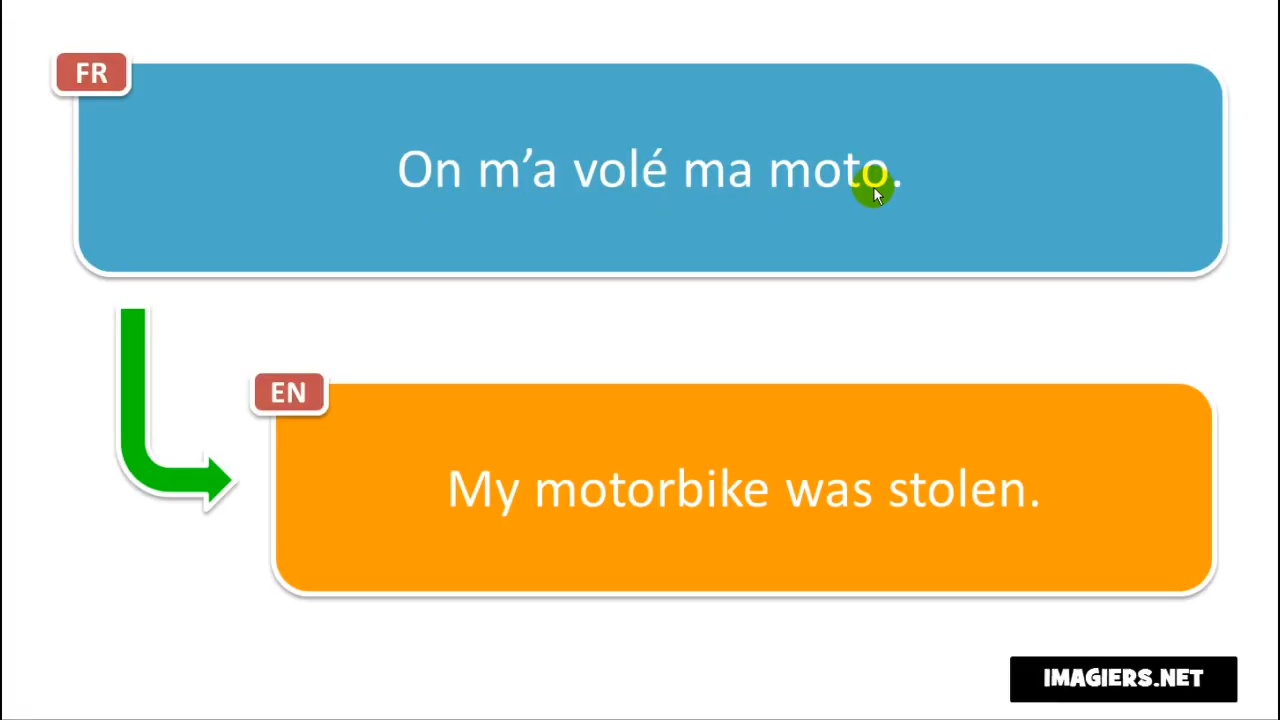 FR
On m’a volé ma moto.
EN
My motorbike was stolen.
IMAGIERS.NET